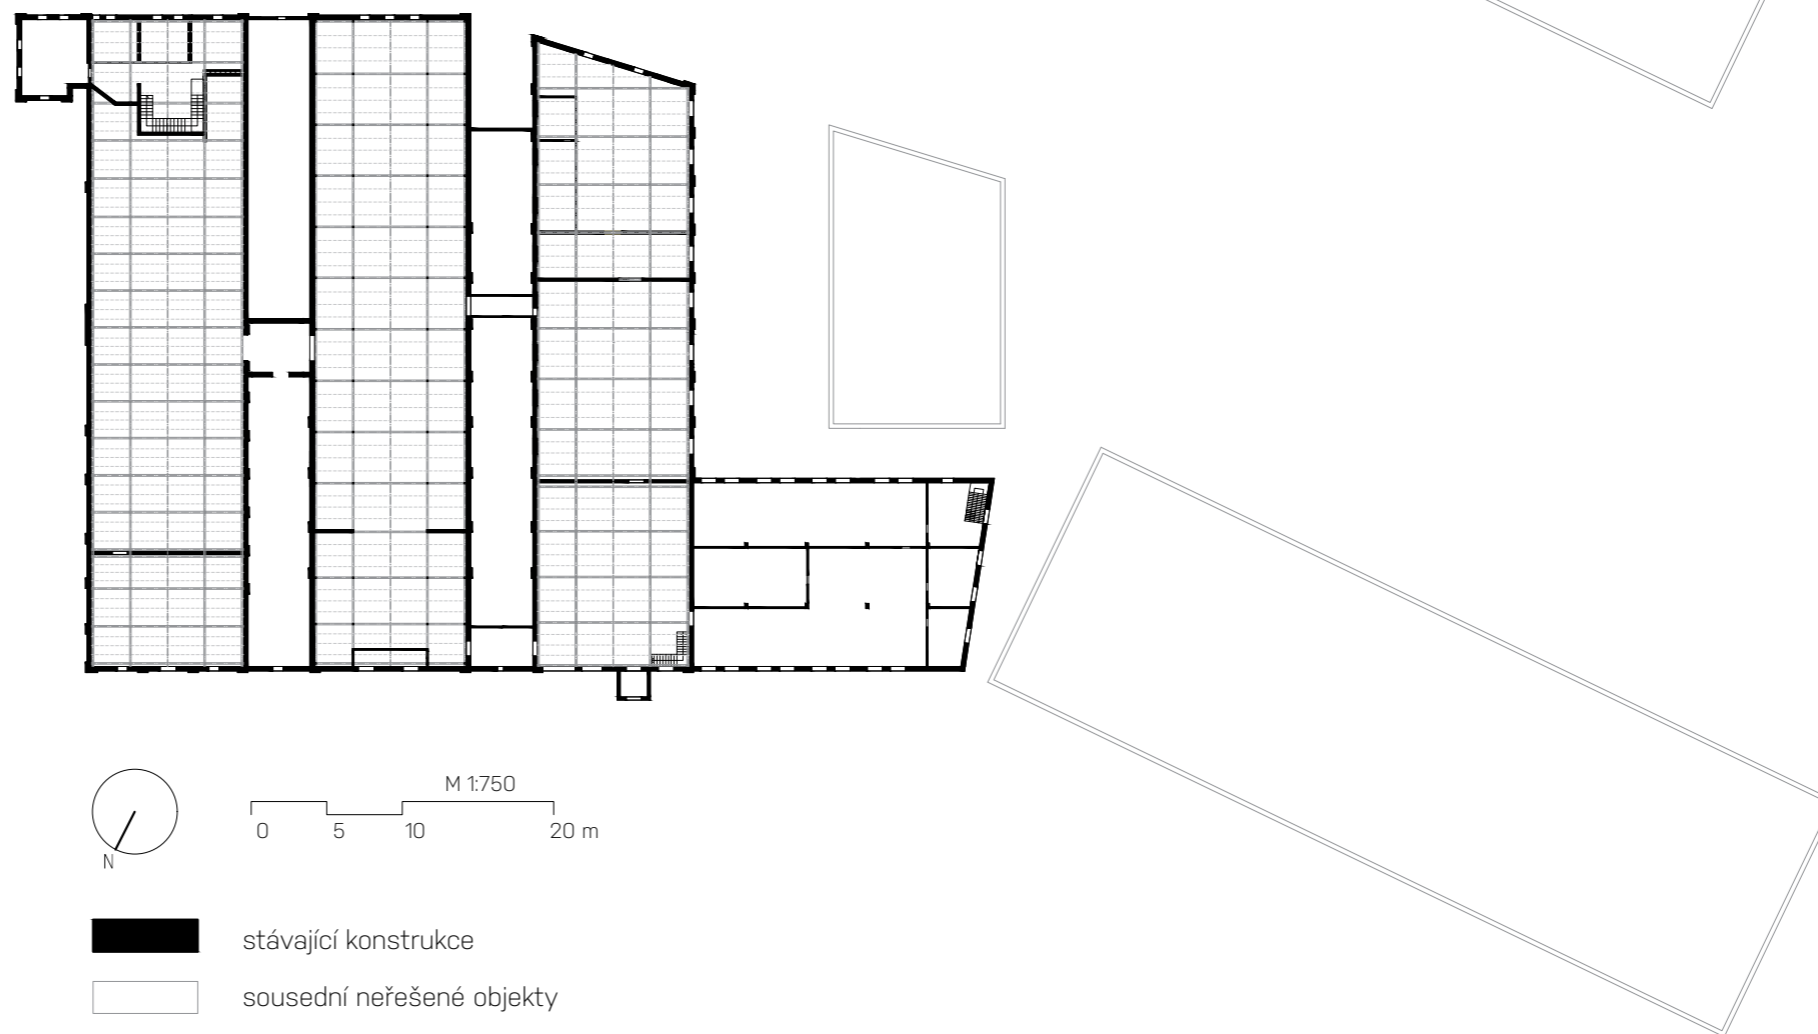 M 1:750
0 5 10 20 m
N
stávající konstrukce
sousední neřešené objekty